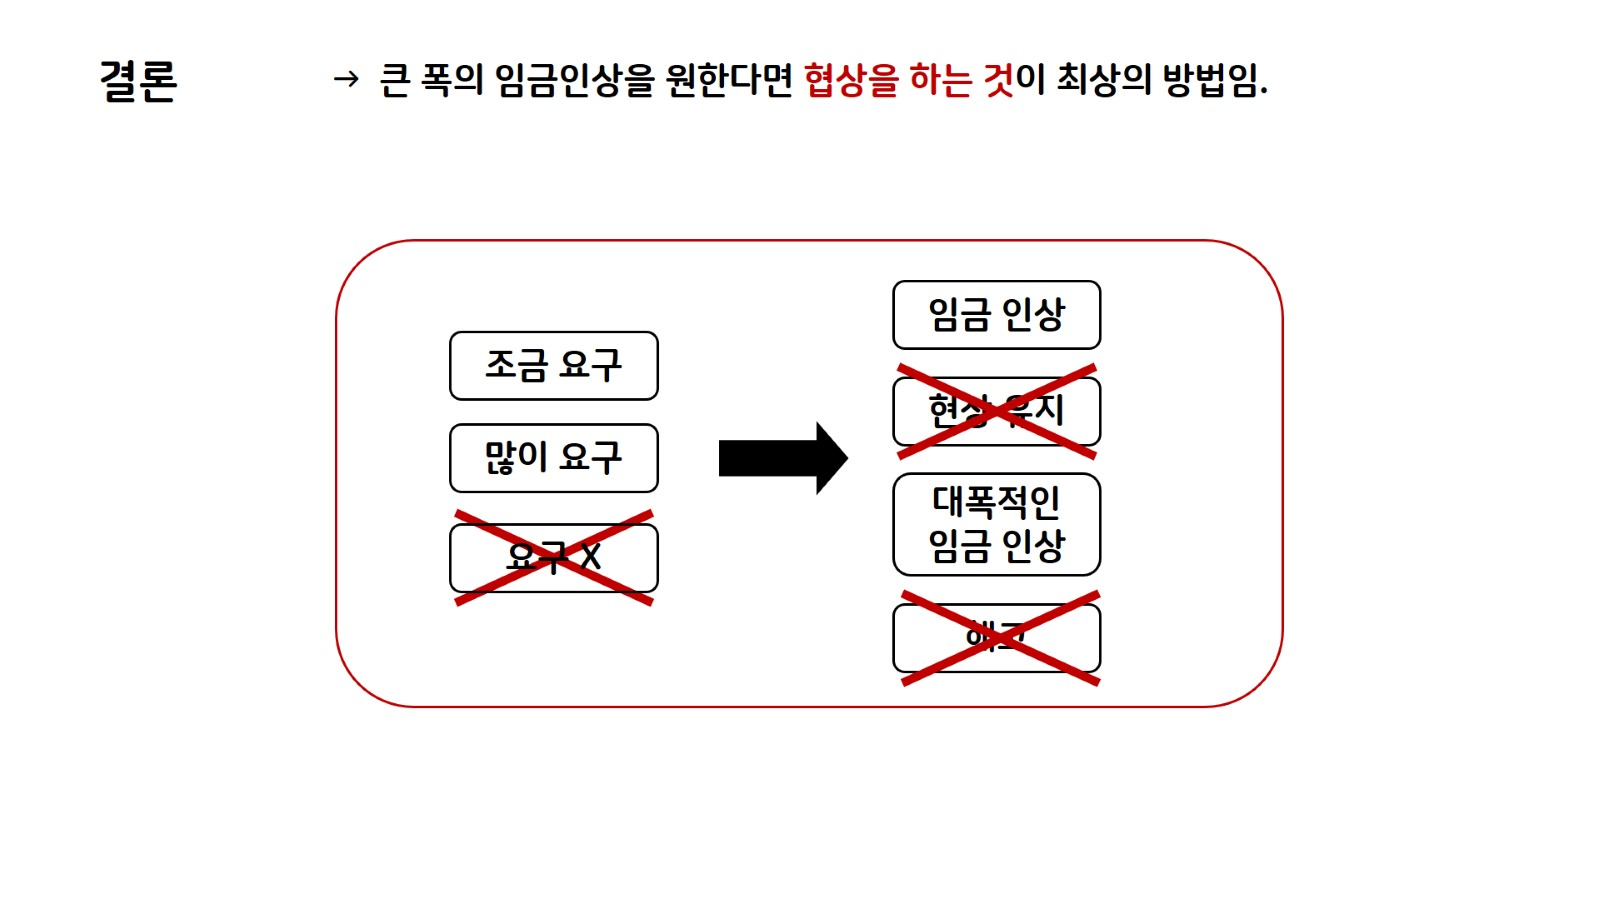 결론
→ 큰 폭의 임금인상을 원한다면 협상을 하는 것이 최상의 방법임.
조금 요구
많이 요구
요구 X
임금 인상
현상 유지
대폭적인
임금 인상
해고